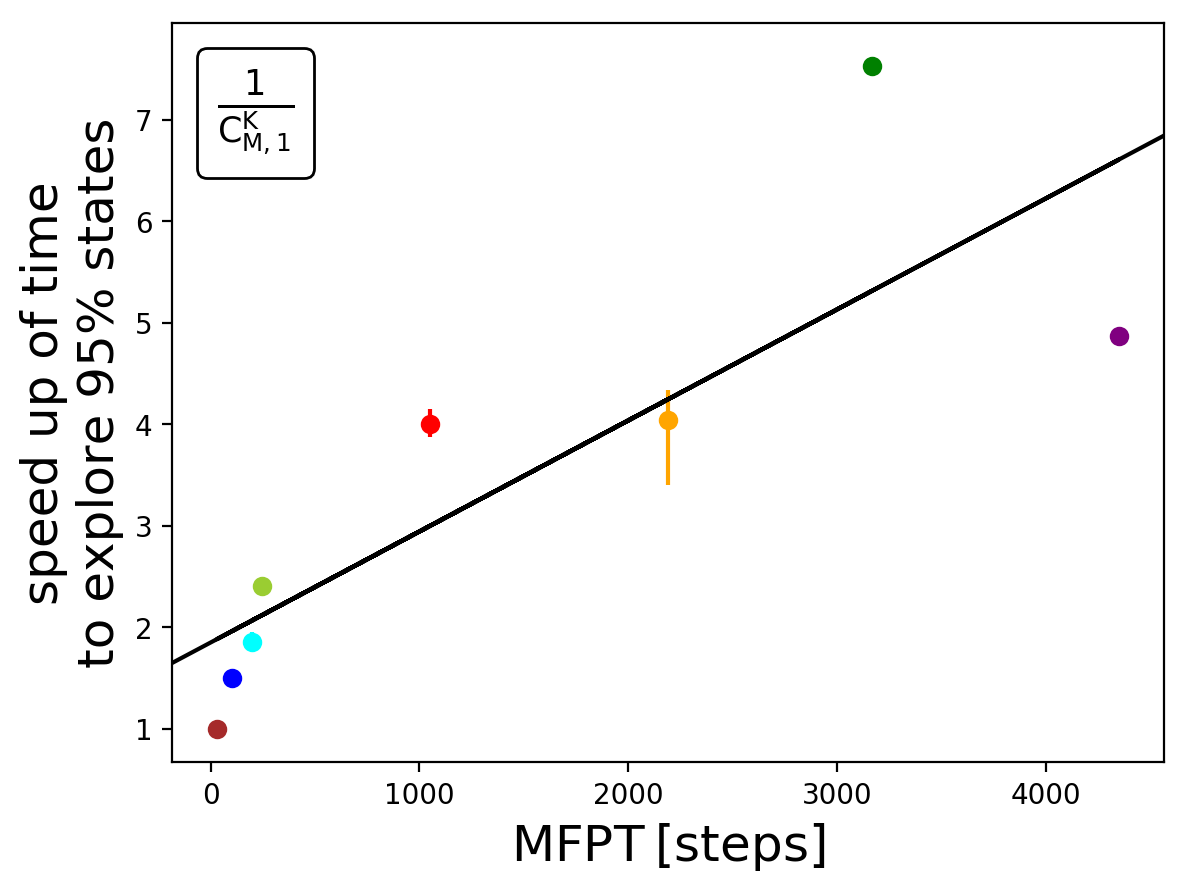 speed up of time
to explore 95% states
1
C^K_M, 1
7
6
5
4
3
2
1
0 1000 2000 3000 4000
MFPT [steps]